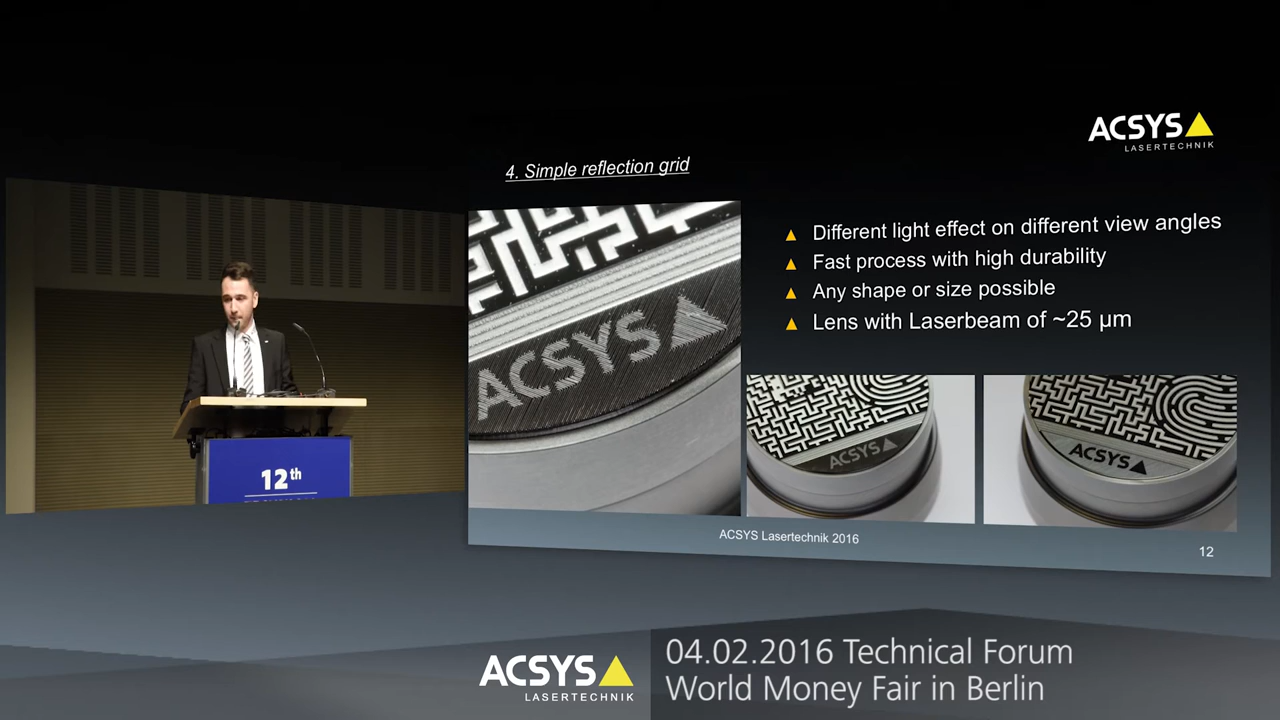 ACSYS
LASERTECHNIK
4. Simple reflection grid
Different light effect on different view angles
Fast process with high durability
Any shape or size possible
Lens with Laserbeam of ~25 µm
ACSYS
ACSYS
ACSYS
12th
ACSYS Lasertechnik 2016
12
ACSYS
LASERTECHNIK
04.02.2016 Technical Forum
World Money Fair in Berlin